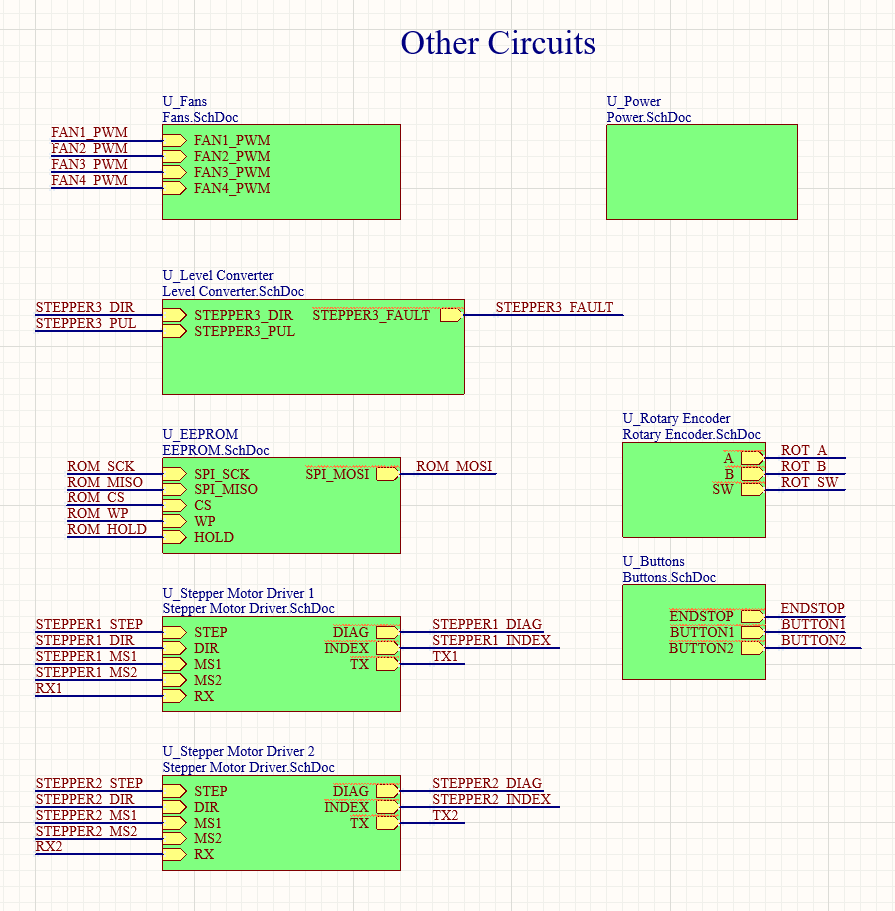 Other Circuits
U_Fans
Fans.SchDoc
FAN1_PWM
FAN2_PWM
FAN3_PWM
FAN4_PWM
FAN1_PWM
FAN2_PWM
FAN3_PWM
FAN4_PWM
U_Power
Power.SchDoc
U_Level Converter
Level Converter.SchDoc
STEPPER3_DIR
STEPPER3_PUL
STEPPER3_DIR
STEPPER3_PUL
STEPPER3_FAULT
STEPPER3_FAULT
U_EEPROM
EEPROM.SchDoc
ROM_SCK
ROM_MISO
ROM_CS
ROM_WP
ROM_HOLD
SPI_SCK
SPI_MISO
CS
WP
HOLD
SPI_MOSI
ROM_MOSI
U_Rotary Encoder
Rotary Encoder.SchDoc
A
B
SW
ROT_A
ROT_B
ROT_SW
U_Stepper Motor Driver 1
Stepper Motor Driver.SchDoc
STEPPER1_STEP
STEPPER1_DIR
STEPPER1_MS1
STEPPER1_MS2
RX1
STEP
DIR
MS1
MS2
RX
DIAG
INDEX
TX
STEPPER1_DIAG
STEPPER1_INDEX
TX1
U_Buttons
Buttons.SchDoc
ENDSTOP
BUTTON1
BUTTON2
ENDSTOP
BUTTON1
BUTTON2
U_Stepper Motor Driver 2
Stepper Motor Driver.SchDoc
STEPPER2_STEP
STEPPER2_DIR
STEPPER2_MS1
STEPPER2_MS2
RX2
STEP
DIR
MS1
MS2
RX
DIAG
INDEX
TX
STEPPER2_DIAG
STEPPER2_INDEX
TX2